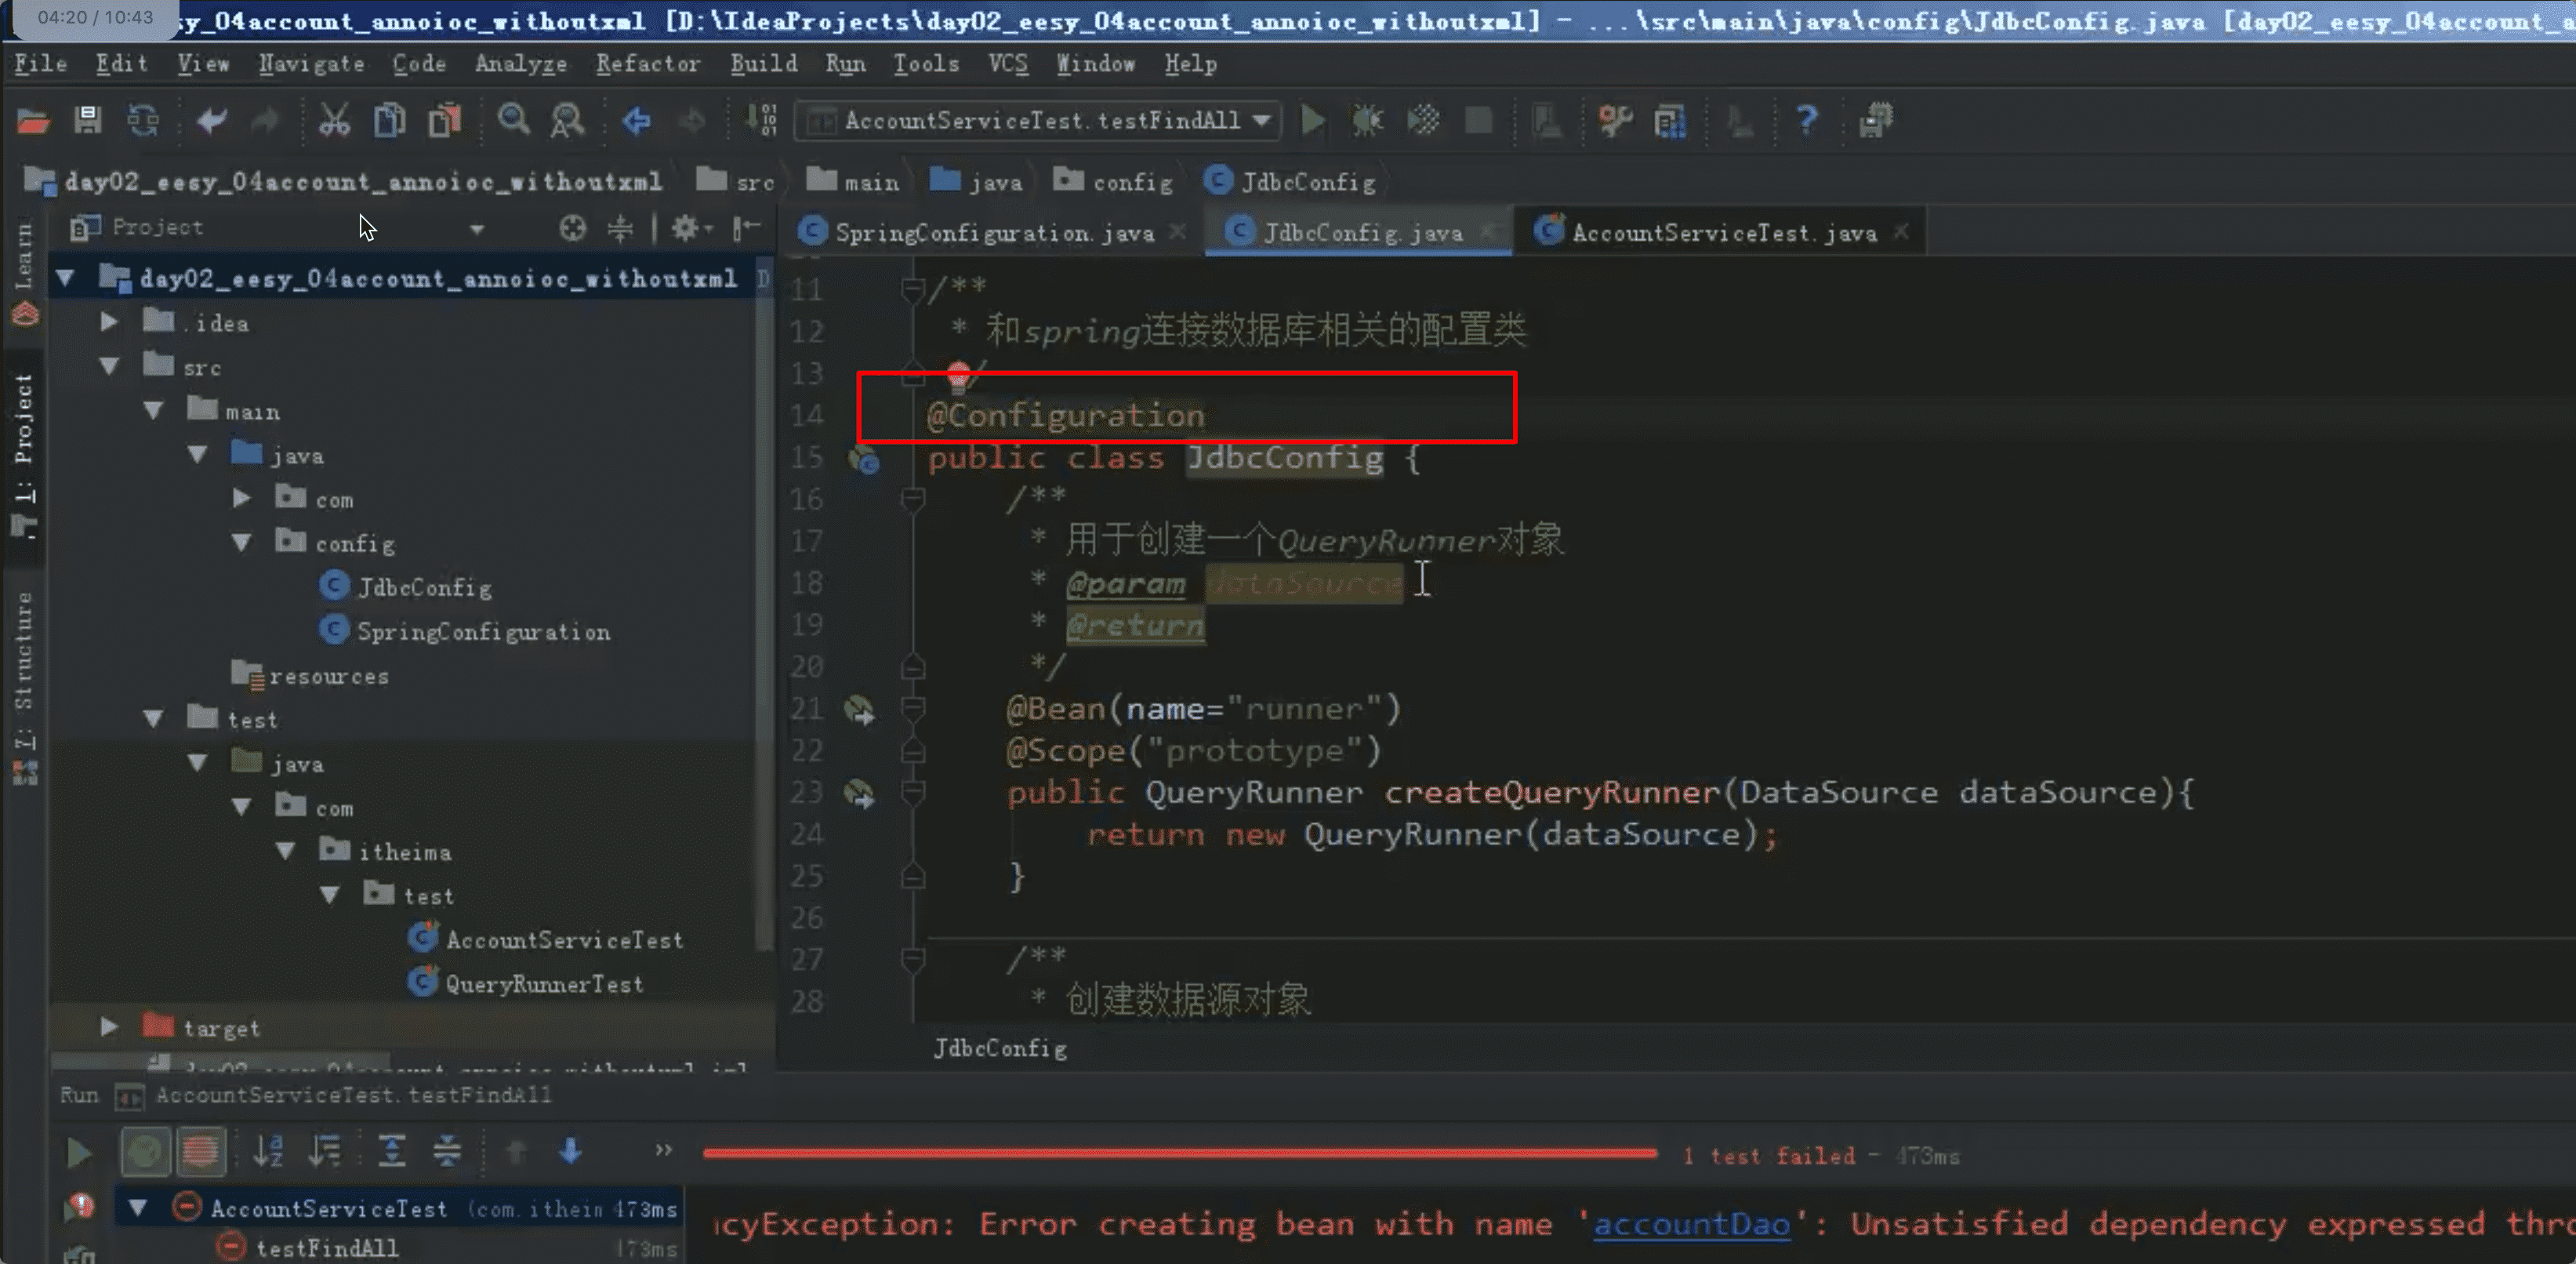 04:20 / 10:43
sy_04account_annoioc_withoutxml [D:\IdeaProjects\day02_eesy_04account_annoioc_withoutxml] - ...\src\main\java\config\JdbcConfig.java [day02_eesy_04account_a
File Edit View Navigate Code Analyze Refactor Build Run Tools VCS Window Help
AccountServiceTest.testFindAll
day02_eesy_04account_annoioc_withoutxml src main java config JdbcConfig
Project
SpringConfiguration.java JdbcConfig.java AccountServiceTest.java
Learn
1: Project
7: Structure
day02_eesy_04account_annoioc_withoutxml D
.idea
src
main
java
com
config
JdbcConfig
SpringConfiguration
resources
test
java
com
itheima
test
AccountServiceTest
QueryRunnerTest
target
11 /**
12 * 和spring连接数据库相关的配置类
13 */
14 @Configuration
15 public class JdbcConfig {
16 /**
17 * 用于创建一个QueryRunner对象
18 * @param dataSource
19 * @return
20 */
21 @Bean(name="runner")
22 @Scope("prototype")
23 public QueryRunner createQueryRunner(DataSource dataSource){
24 return new QueryRunner(dataSource);
25 }
26
27 /**
28 * 创建数据源对象
JdbcConfig
Run AccountServiceTest.testFindAll
1 test failed - 473ms
AccountServiceTest (com.itheim 473ms
testFindAll 473ms
cyException: Error creating bean with name 'accountDao': Unsatisfied dependency expressed thro